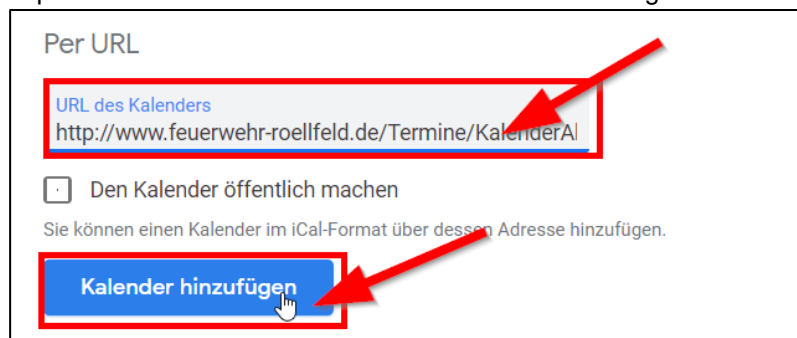 Per URL
URL des Kalenders
http://www.feuerwehr-roellfeld.de/Termine/KalenderAl
Den Kalender öffentlich machen
Sie können einen Kalender im iCal-Format über dessen Adresse hinzufügen.
Kalender hinzufügen